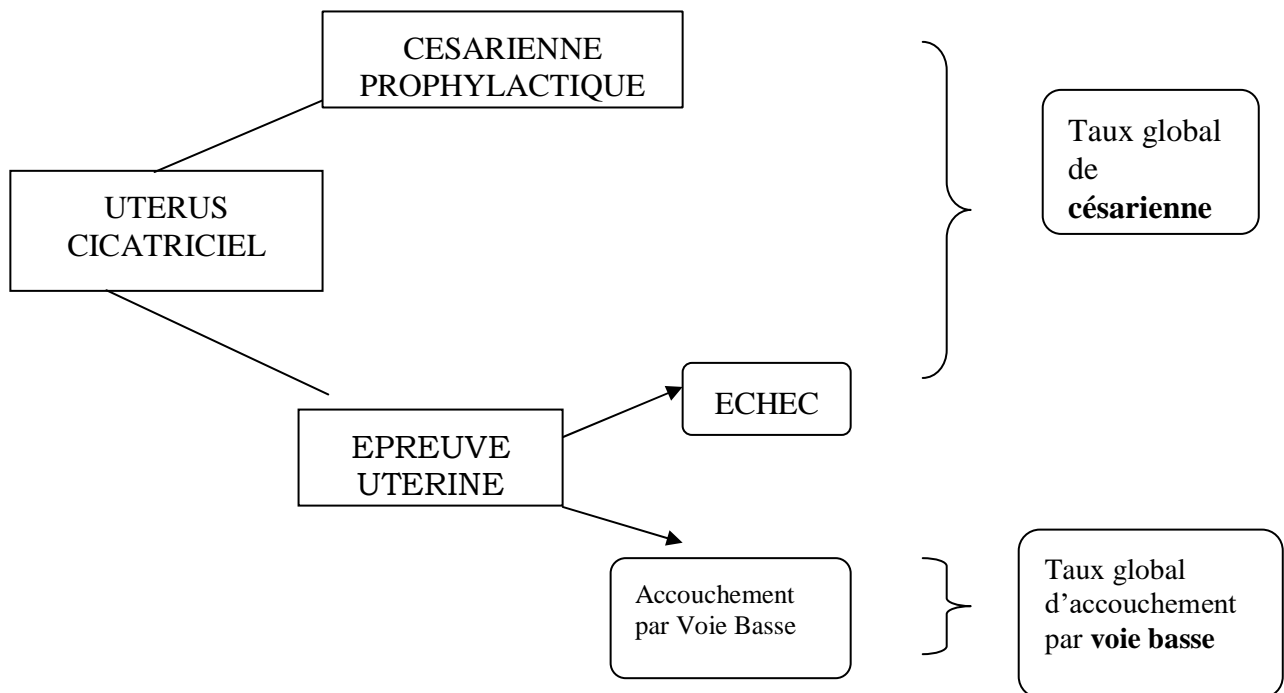 CESARIENNE
PROPHYLACTIQUE
Taux global
de
césarienne
UTERUS
CICATRICIEL
ECHEC
EPREUVE
UTERINE
Accouchement
par Voie Basse
Taux global
d’accouchement
par voie basse